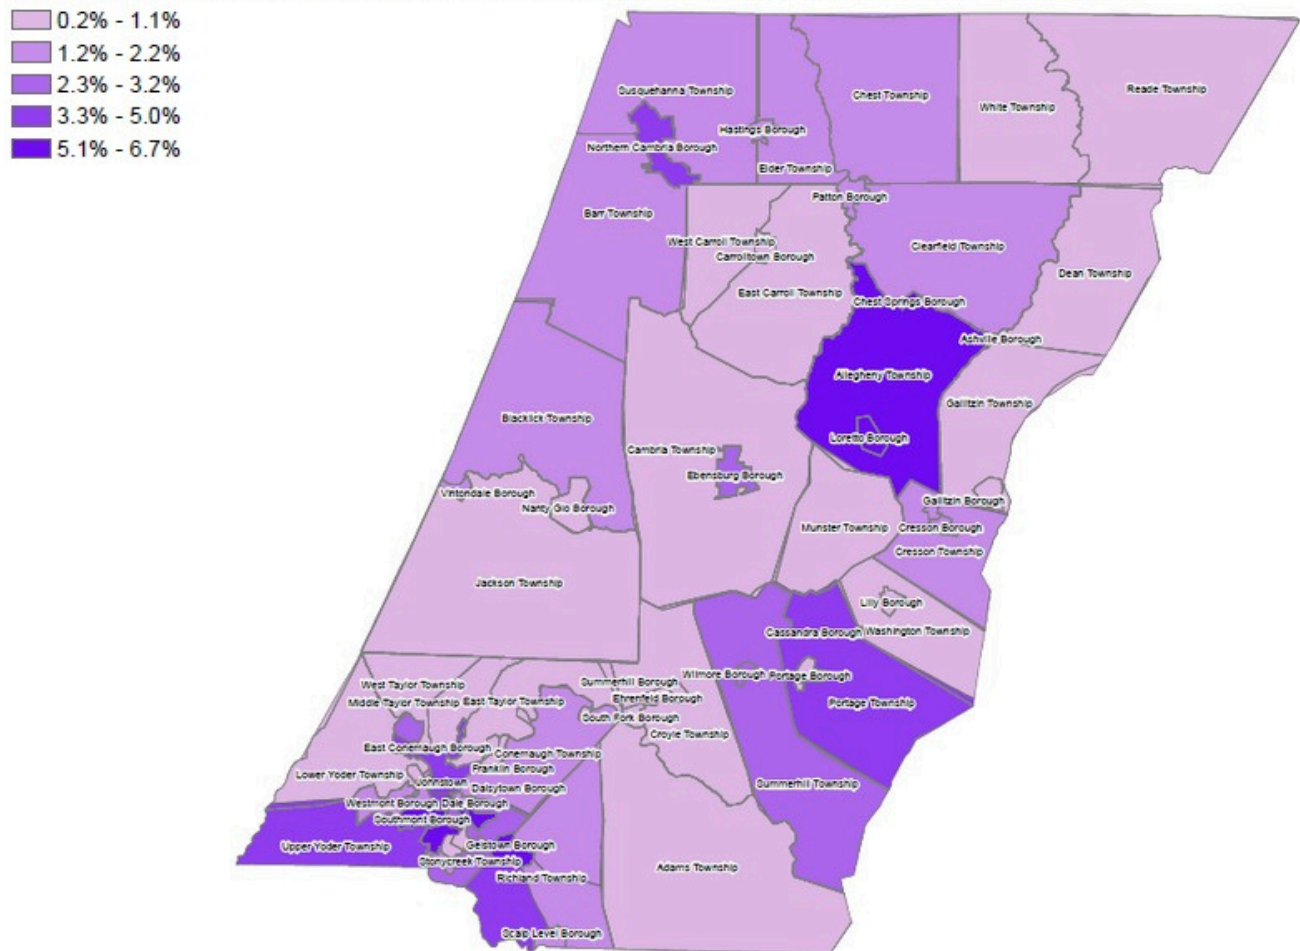 0.2% - 1.1%
1.2% - 2.2%
2.3% - 3.2%
3.3% - 5.0%
5.1% - 6.7%
Susquehanna Township
Chest Township
White Township
Reade Township
Hastings Borough
Northern Cambria Borough
Elder Township
Patton Borough
Barr Township
West Carroll Township
Carrolltown Borough
Clearfield Township
Dean Township
East Carroll Township
Chest Springs Borough
Ashville Borough
Allegheny Township
Gallitzin Township
Blacklick Township
Loretto Borough
Cambria Township
Ebensburg Borough
Vintondale Borough
Nanty Glo Borough
Gallitzin Borough
Munster Township
Cresson Borough
Cresson Township
Jackson Township
Lilly Borough
Cassandra Borough
Washington Township
Wilmore Borough
Portage Borough
Summerhill Borough
West Taylor Township
Ehrenfeld Borough
Middle Taylor Township
East Taylor Township
Portage Township
South Fork Borough
Croyle Township
East Conemaugh Borough
Conemaugh Township
Franklin Borough
Lower Yoder Township
Johnstown
Daisytown Borough
Summerhill Township
Westmont Borough
Dale Borough
Southmont Borough
Upper Yoder Township
Geistown Borough
Stonycreek Township
Adams Township
Richland Township
Scalp Level Borough